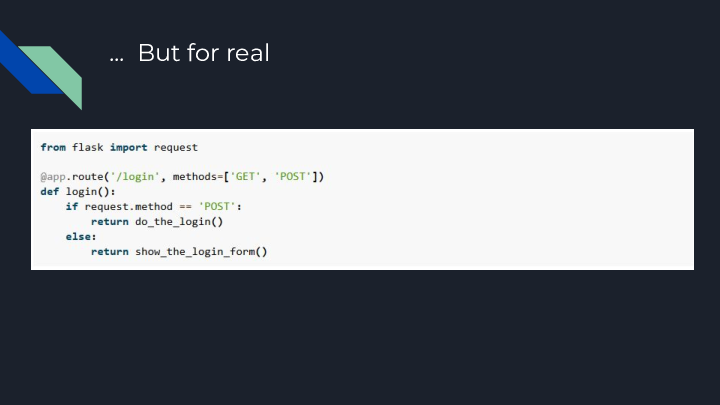 ... But for real
from flask import request
@app.route('/login', methods=['GET', 'POST'])
def login():
    if request.method == 'POST':
        return do_the_login()
    else:
        return show_the_login_form()